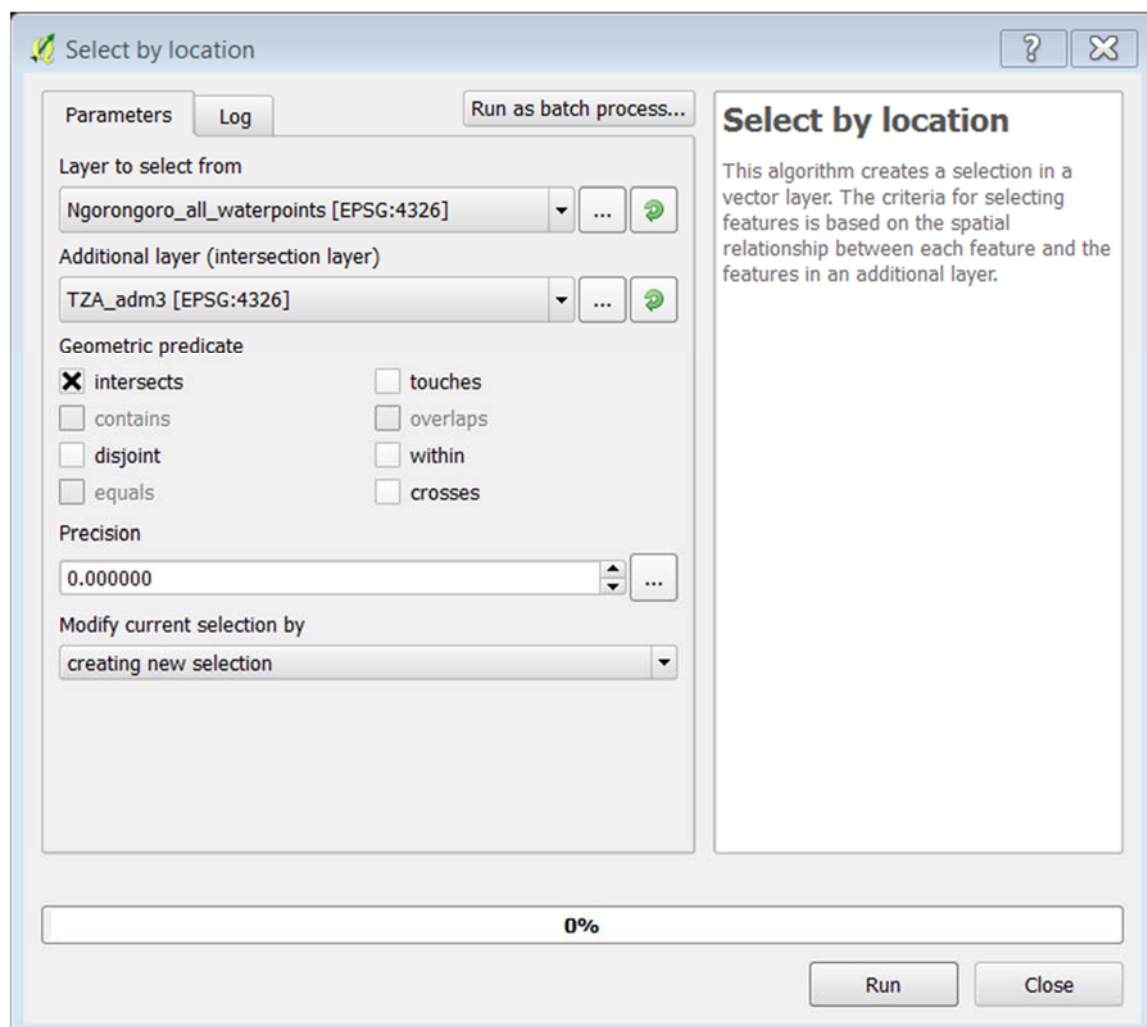 Select by location
Parameters
Log
Run as batch process...
Layer to select from
Ngorongoro_all_waterpoints [EPSG:4326]
...
Additional layer (intersection layer)
TZA_adm3 [EPSG:4326]
...
Geometric predicate
intersects
touches
contains
overlaps
disjoint
within
equals
crosses
Precision
0.000000
...
Modify current selection by
creating new selection
Select by location
This algorithm creates a selection in a
vector layer. The criteria for selecting
features is based on the spatial
relationship between each feature and the
features in an additional layer.
0%
Run
Close